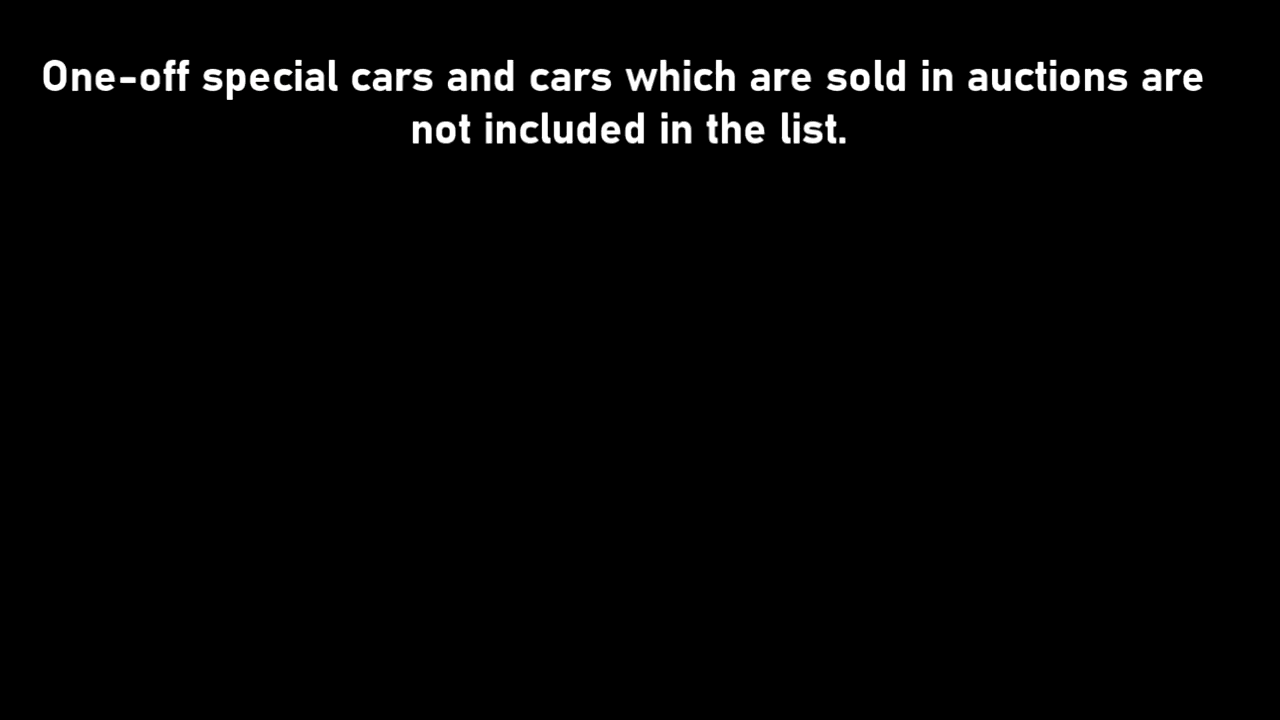 One-off special cars and cars which are sold in auctions are
not included in the list.